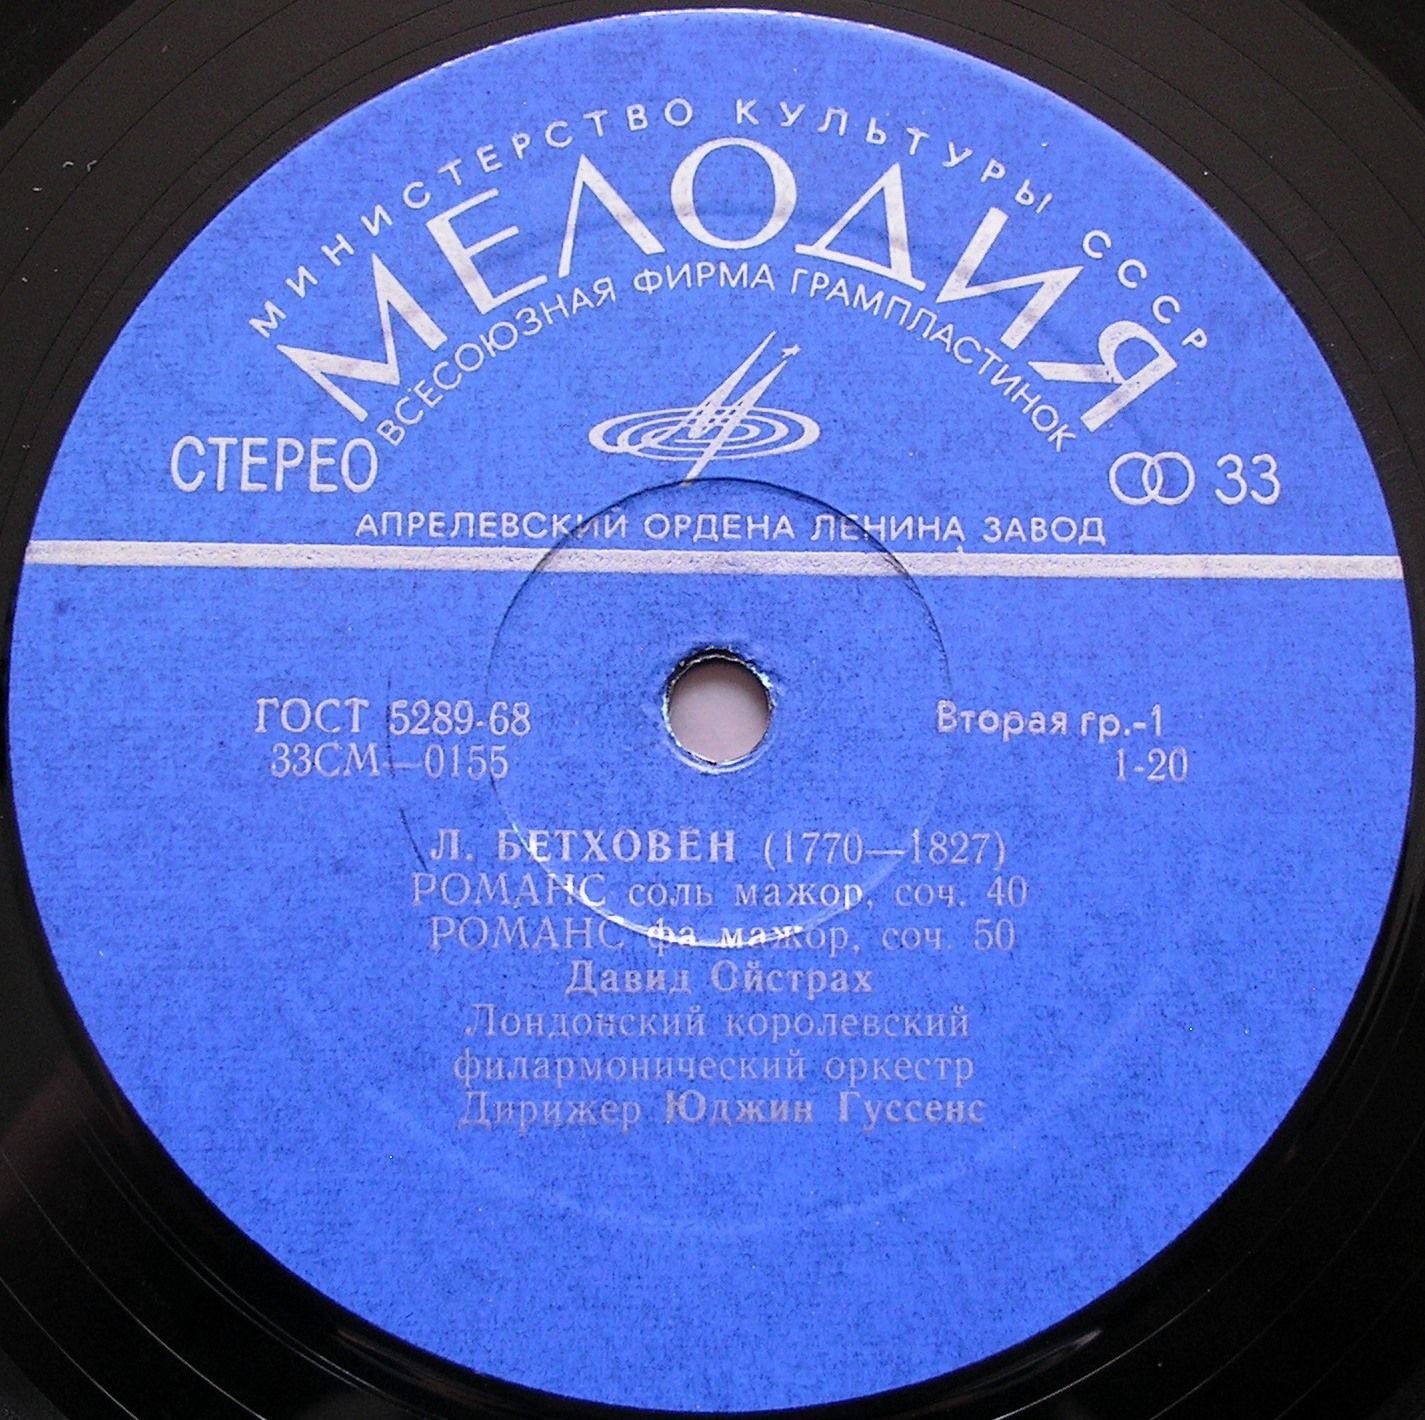 МИНИСТЕРСТВО КУЛЬТУРЫ СССР
МЕЛОДИЯ
ВСЕСОЮЗНАЯ ФИРМА ГРАМПЛАСТИНОК
СТЕРЕО
33
АПРЕЛЕВСКИЙ ОРДЕНА ЛЕНИНА ЗАВОД
ГОСТ 5289-68
33СМ—0155
Вторая гр.-1
1-20
Л. БЕТХОВЕН (1770—1827)
РОМАНС соль мажор, соч. 40
РОМАНС фа мажор, соч. 50
Давид Ойстрах
Лондонский королевский
филармонический оркестр
Дирижер Юджин Гуссенс